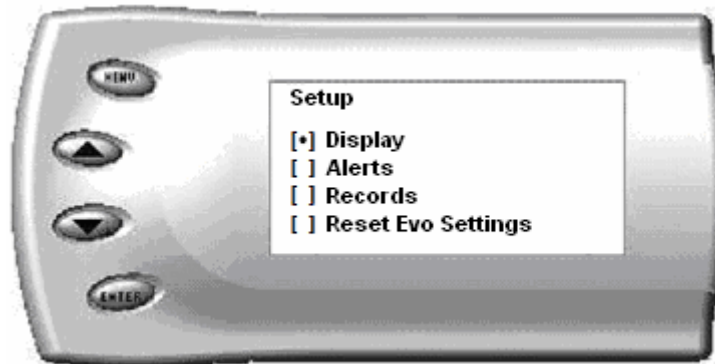 MENU
Setup
[•] Display
[ ] Alerts
[ ] Records
[ ] Reset Evo Settings
ENTER